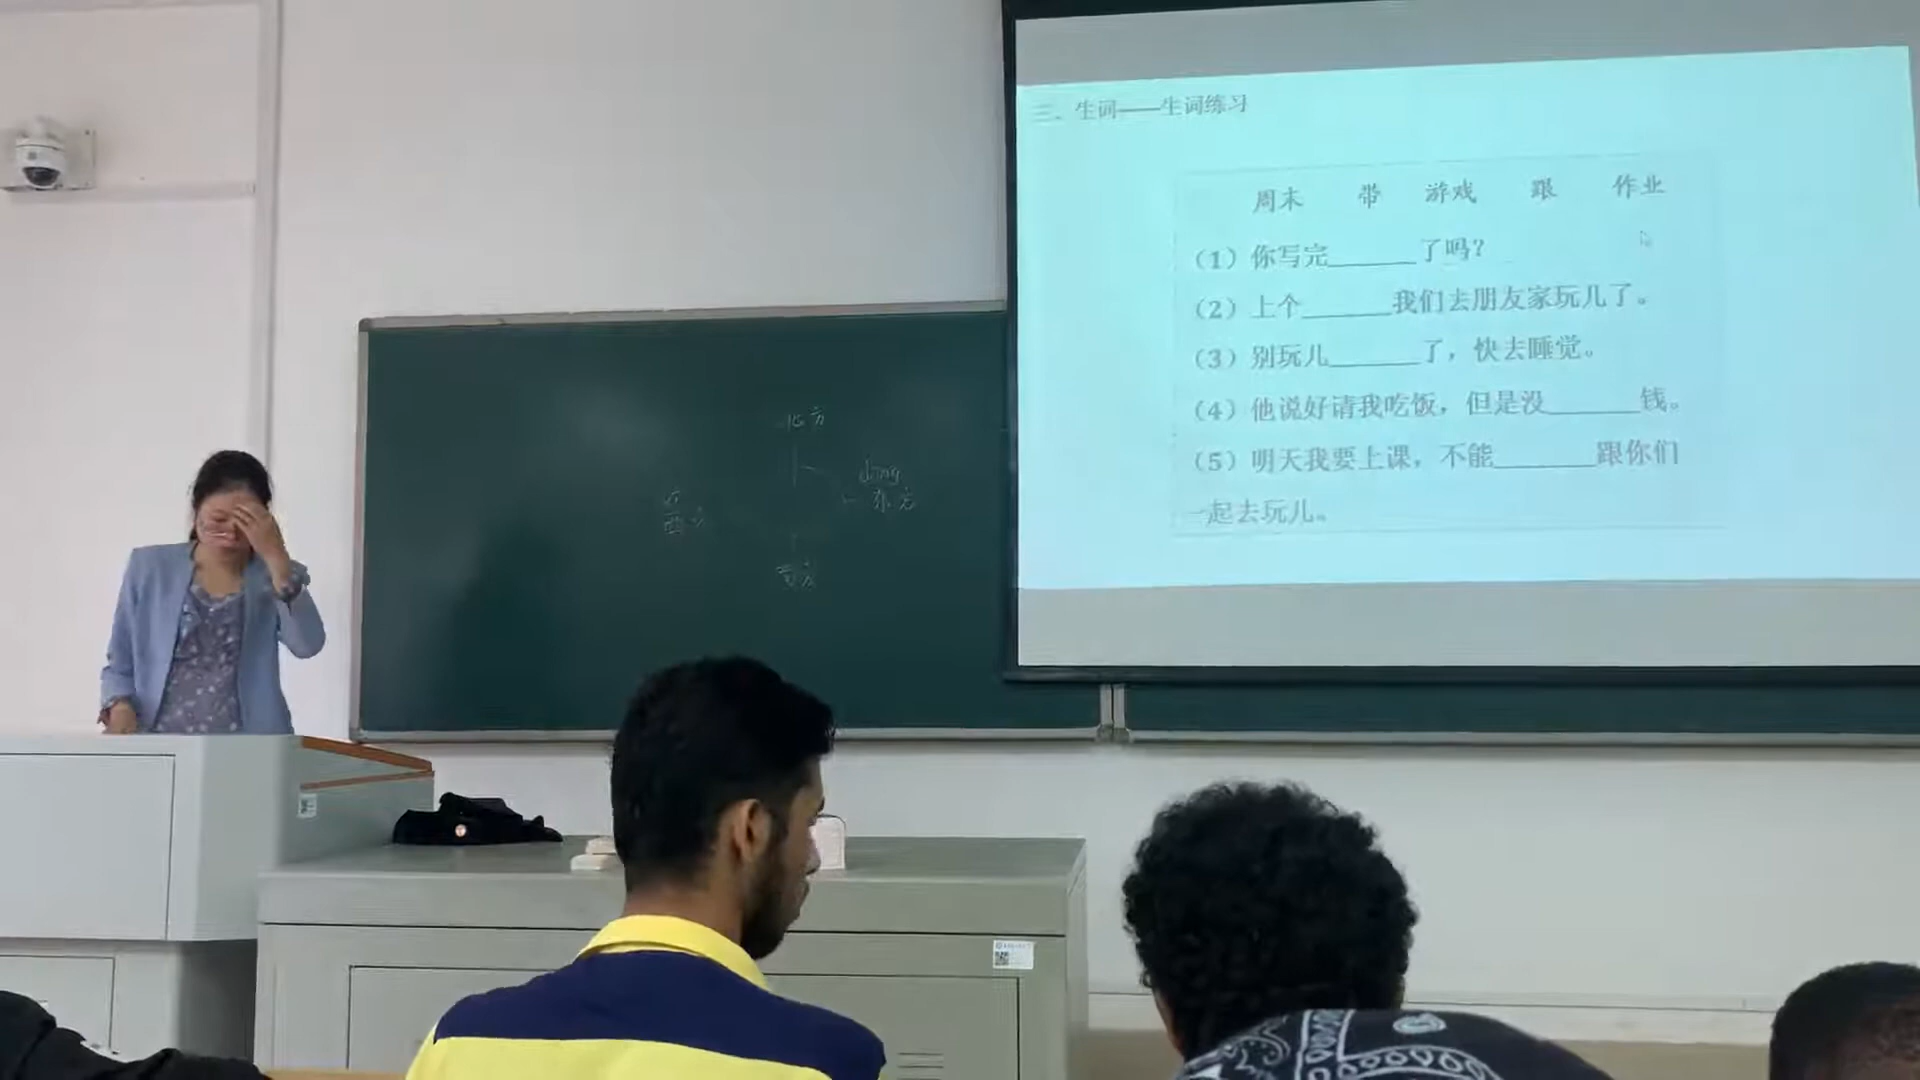 三 生词——生词练习
周末 带 游戏 跟 作业
（1）你写完______了吗？
（2）上个______我们去朋友家玩儿了。
（3）别玩儿______了，快去睡觉。
（4）他说好请我吃饭，但是没______钱。
（5）明天我要上课，不能______跟你们
一起去玩儿。
北方
dong
东方
西